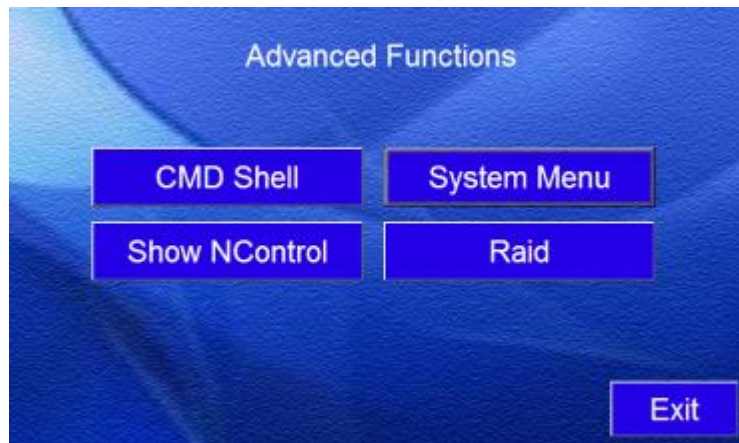 Advanced Functions
CMD Shell
System Menu
Show NControl
Raid
Exit